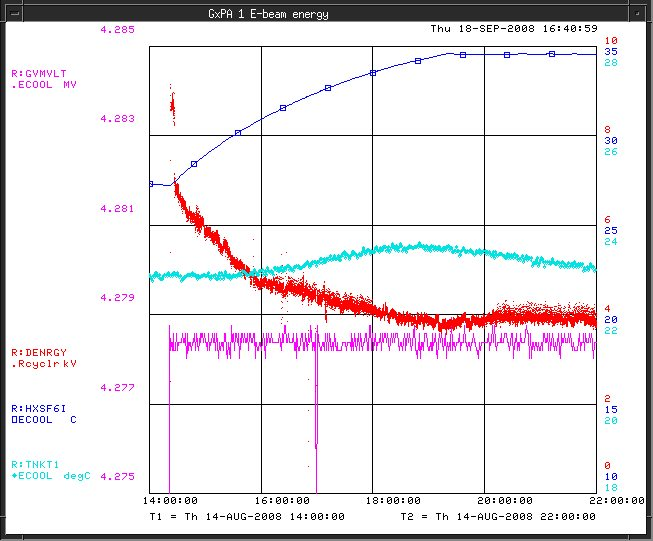 GxPA 1 E-beam energy
Thu 18-SEP-2008 16:40:59
4.285
10
35
28
R:GVMVLT
.ECOOL MV
4.283
8
30
26
4.281
6
25
24
4.279
4
20
22
R:DENRGY
.Rcyclr kV
4.277
2
15
20
R:HXSF6I
ECOOL C
R:TNKT1
ECOOL degC
4.275
0
10
18
14:00:00 16:00:00 18:00:00 20:00:00 22:00:00
T1 = Th 14-AUG-2008 14:00:00 T2 = Th 14-AUG-2008 22:00:00